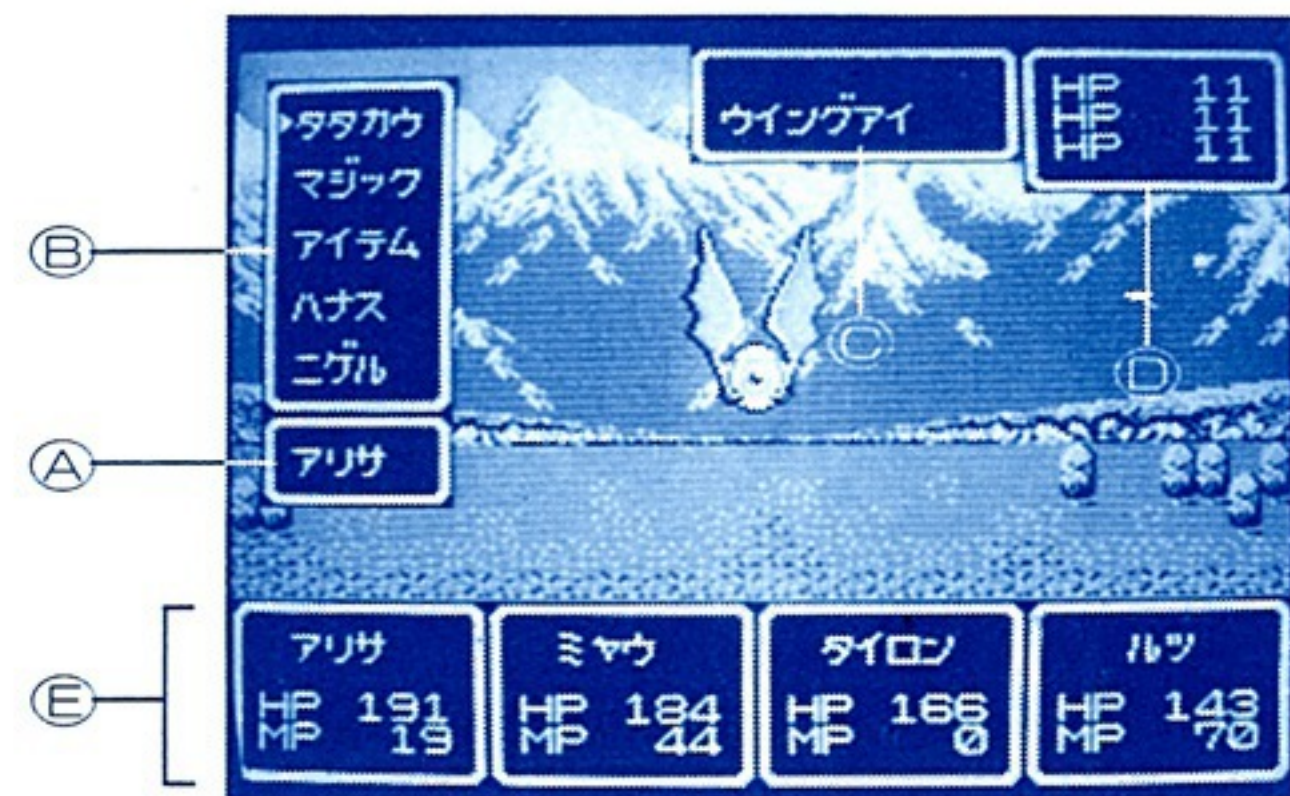 タタカウ
マジック
アイテム
ハナス
ニゲル
ウイングアイ
HP 11
HP 11
HP 11
Ⓑ
Ⓒ
Ⓓ
Ⓐ
アリサ
Ⓔ
アリサ
HP 191
MP 19
ミャウ
HP 184
MP 44
タイロン
HP 166
MP 0
ルツ
HP 143
MP 70